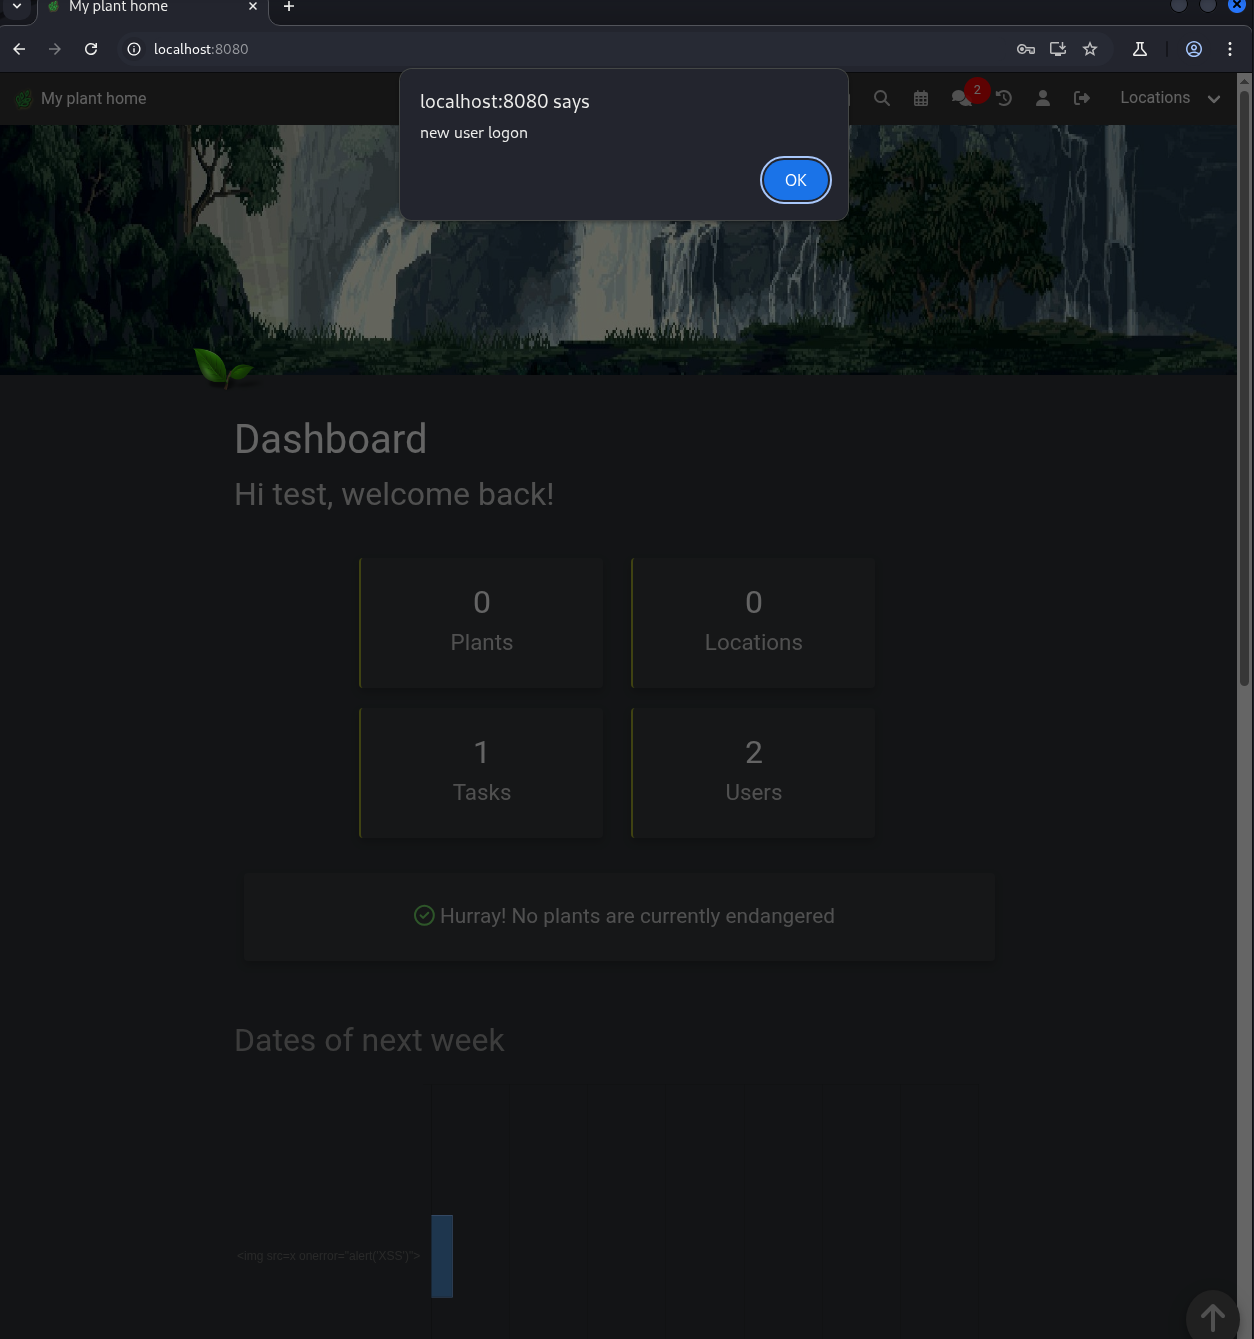 My plant home
localhost:8080
My plant home
2
Locations
localhost:8080 says
new user logon
OK
Dashboard
Hi test, welcome back!
0
Plants
0
Locations
1
Tasks
2
Users
Hurray! No plants are currently endangered
Dates of next week
<img src=x onerror="alert('XSS')">